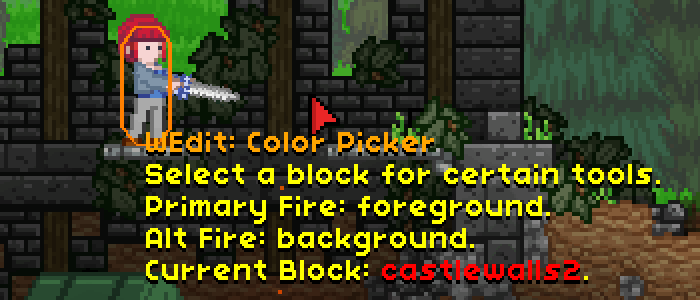 WEdit: Color Picker
Select a block for certain tools.
Primary Fire: foreground.
Alt Fire: background.
Current Block: castlewalls2.